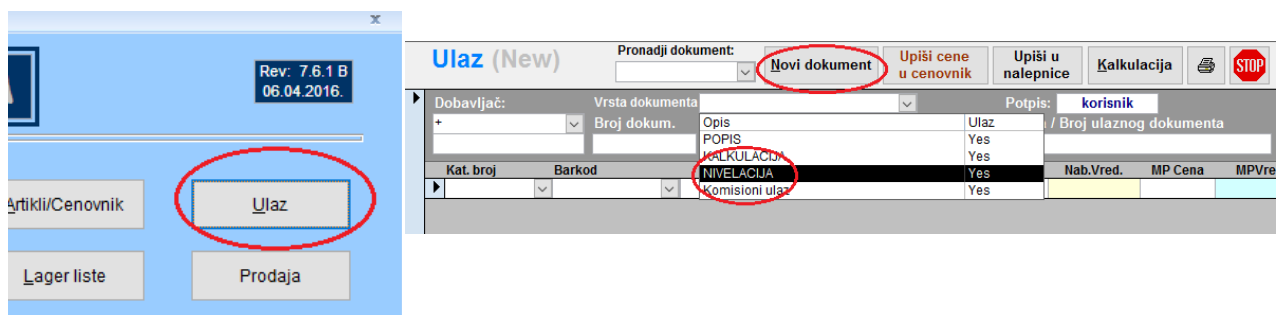 x
Rev: 7.6.1 B
06.04.2016.
Artikli/Cenovnik
Ulaz
Lager liste
Prodaja
Ulaz (New)
Pronadji dokument:
Novi dokument
Upiši cene
u cenovnik
Upiši u
nalepnice
Kalkulacija
STOP
Dobavljač:
Vrsta dokumenta
Potpis:
korisnik
+
Broj dokum.
/ Broj ulaznog dokumenta
Opis Ulaz
POPIS Yes
KALKULACIJA Yes
NIVELACIJA Yes
Komisioni ulaz Yes
Kat. broj
Barkod
Nab.Vred.
MP Cena
MPVre